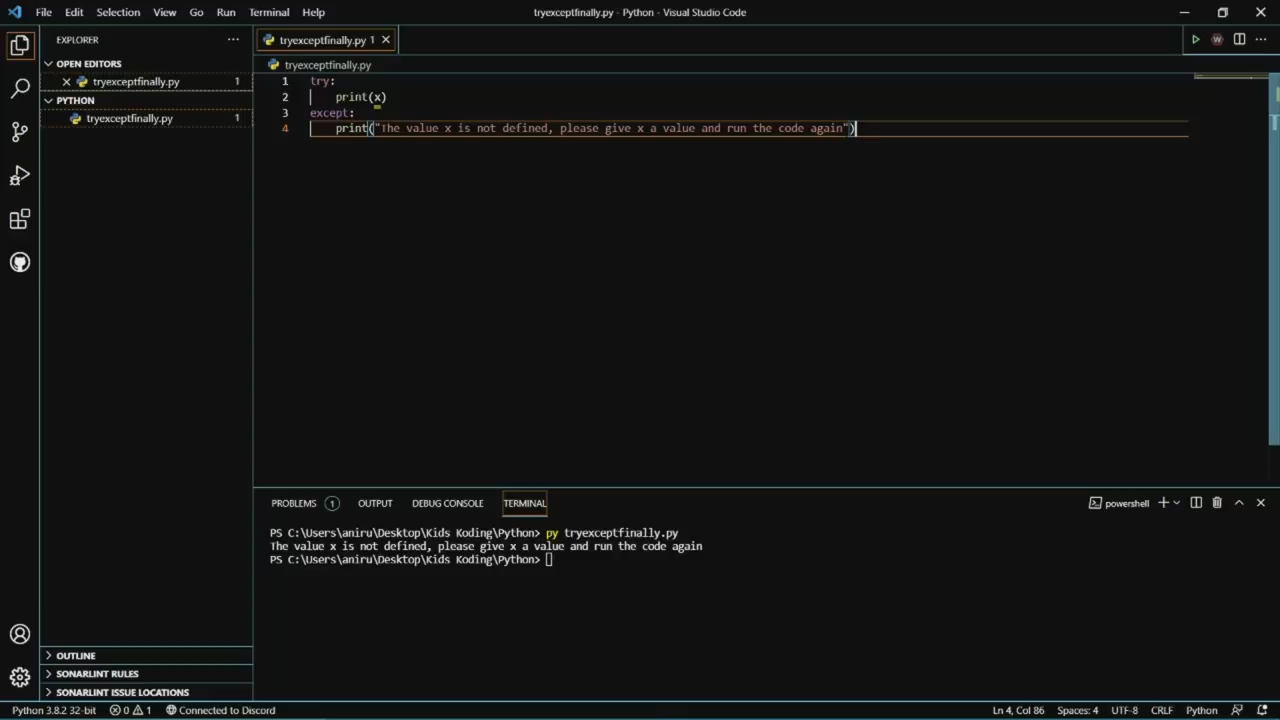 File Edit Selection View Go Run Terminal Help
tryexceptfinally.py - Python - Visual Studio Code
EXPLORER
OPEN EDITORS
tryexceptfinally.py 1
PYTHON
tryexceptfinally.py 1
OUTLINE
SONARLINT RULES
SONARLINT ISSUE LOCATIONS
tryexceptfinally.py 1
tryexceptfinally.py
1 try:
2 print(x)
3 except:
4 print("The value x is not defined, please give x a value and run the code again")
PROBLEMS 1 OUTPUT DEBUG CONSOLE TERMINAL
powershell
PS C:\Users\aniru\Desktop\Kids Koding\Python> py tryexceptfinally.py
The value x is not defined, please give x a value and run the code again
PS C:\Users\aniru\Desktop\Kids Koding\Python>
Python 3.8.2 32-bit 0 1 Connected to Discord
Ln 4, Col 86 Spaces: 4 UTF-8 CRLF Python